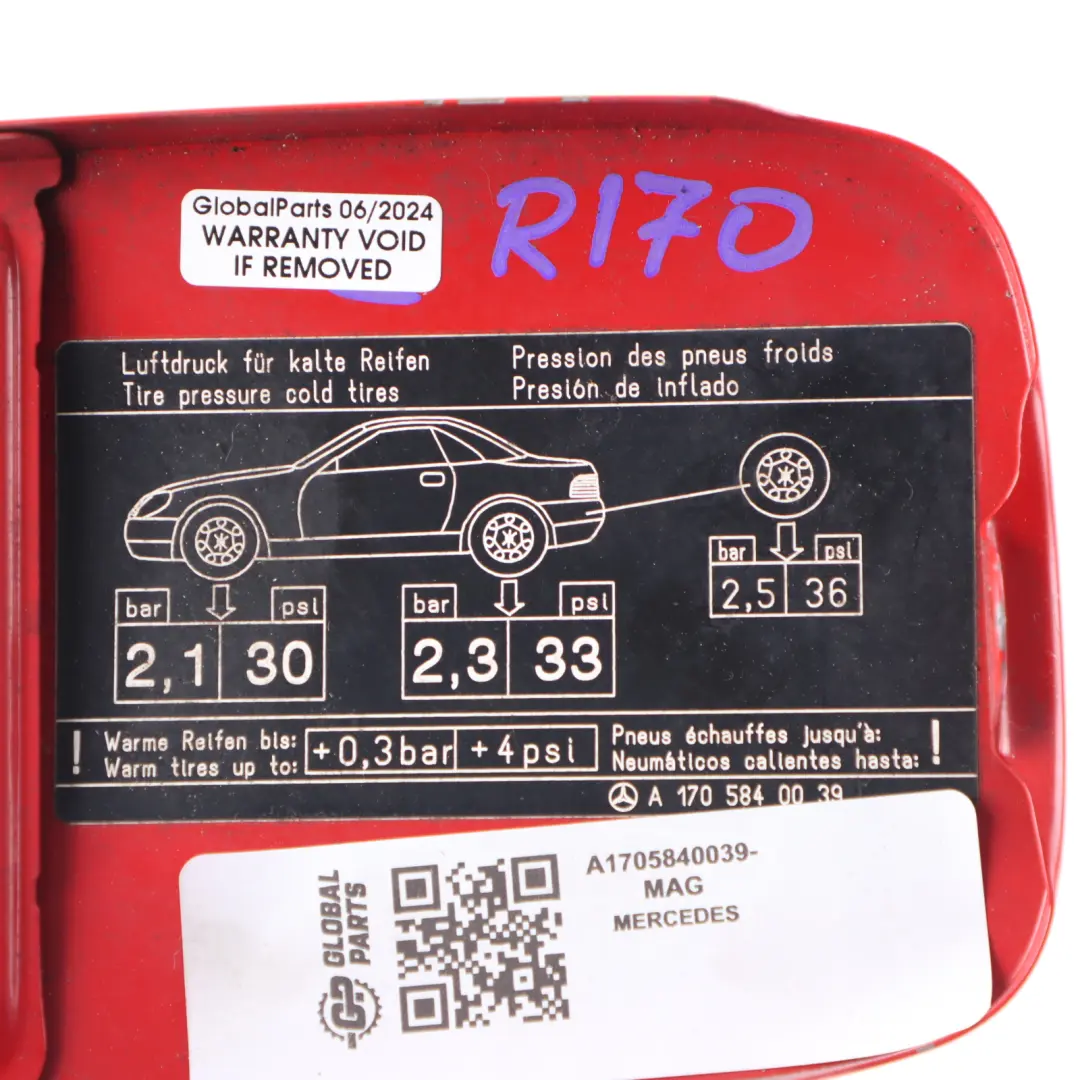 GlobalParts 06/2024
WARRANTY VOID
IF REMOVED
R170
Luftdruck für kalte Reifen
Tire pressure cold tires
Pression des pneus froids
Presión de inflado
bar psi
2,1 30
bar psi
2,3 33
bar psi
2,5 36
! Warme Reifen bis:
Warm tires up to:
+0,3bar +4psi
Pneus échauffes jusqu'à: !
Neumáticos calientes hasta:
A 170 584 00 39
GLOBAL
PARTS
A1705840039-
MAG
MERCEDES